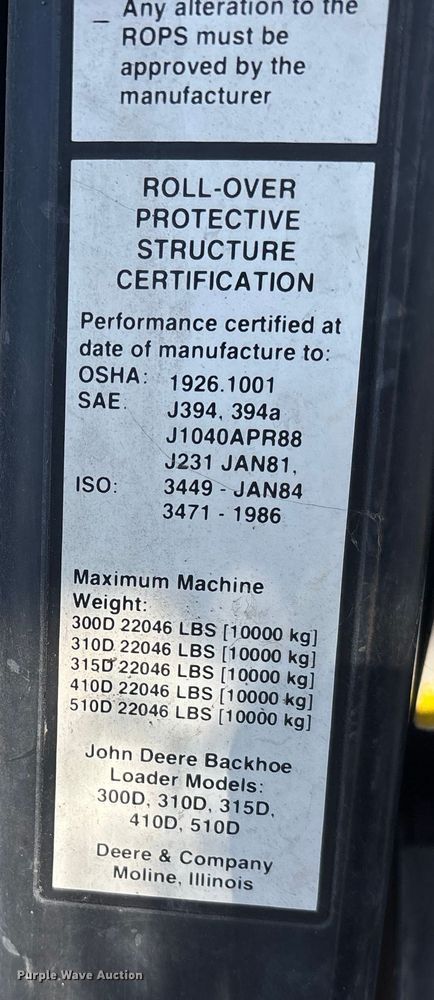 _ Any alteration to the
ROPS must be
approved by the
manufacturer
ROLL-OVER
PROTECTIVE
STRUCTURE
CERTIFICATION
Performance certified at
date of manufacture to:
OSHA: 1926.1001
SAE. J394, 394a
J1040APR88
J231 JAN81,
ISO: 3449 - JAN84
3471 - 1986
Maximum Machine
Weight:
300D 22046 LBS [10000 kg]
310D 22046 LBS [10000 kg]
315D 22046 LBS [10000 kg]
410D 22046 LBS [10000 kg]
510D 22046 LBS [10000 kg]
John Deere Backhoe
Loader Models:
300D, 310D, 315D,
410D, 510D
Deere & Company
Moline, Illinois
Purple Wave Auction